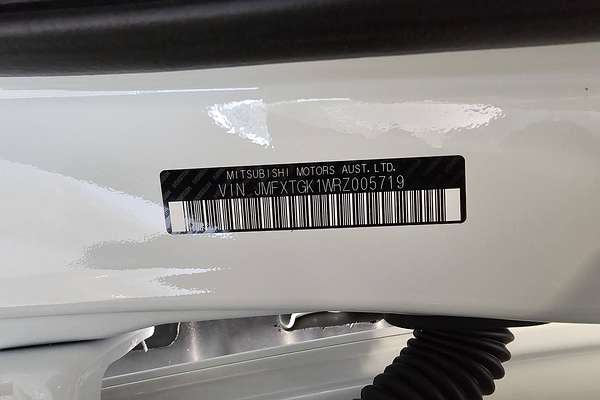 MITSUBISHI MOTORS AUST. LTD.
VIN JMFXTGK1WRZ005719